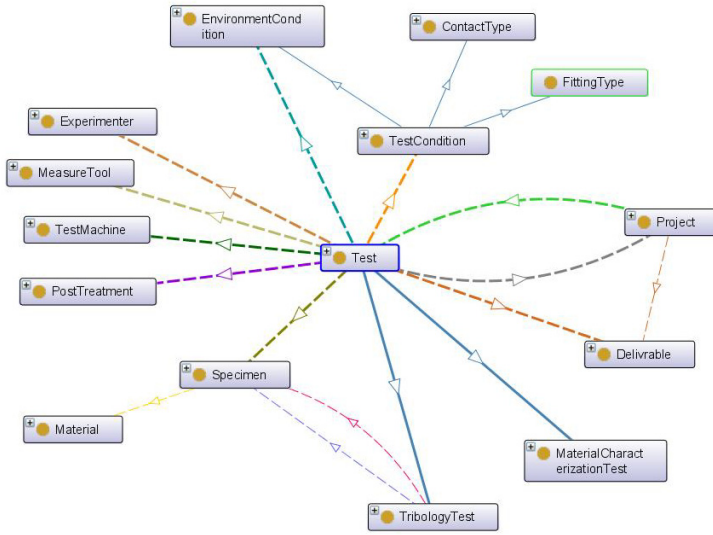 EnvironmentCond
ition
ContactType
FittingType
Experimenter
TestCondition
MeasureTool
TestMachine
Project
Test
PostTreatment
Delivrable
Specimen
Material
MaterialCharact
erizationTest
TribologyTest